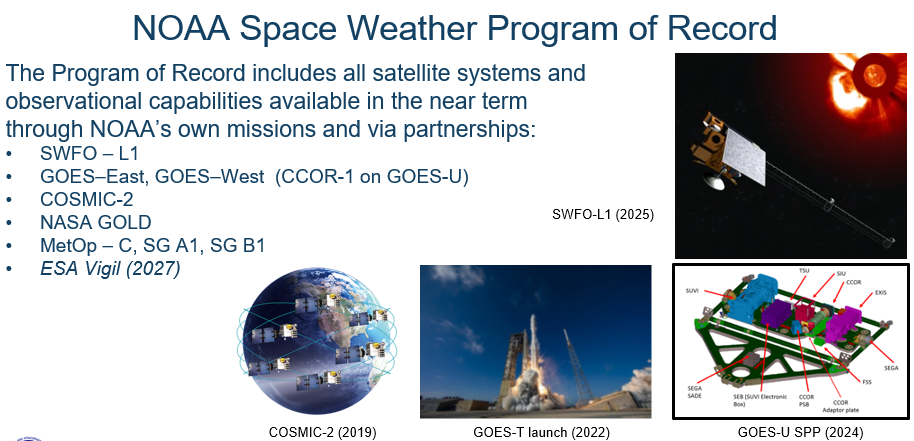 NOAA Space Weather Program of Record
The Program of Record includes all satellite systems and
observational capabilities available in the near term
through NOAA's own missions and via partnerships:
• SWFO – L1
• GOES–East, GOES–West (CCOR-1 on GOES-U)
• COSMIC-2
• NASA GOLD
• MetOp – C, SG A1, SG B1
• ESA Vigil (2027)
SWFO-L1 (2025)
COSMIC-2 (2019)
GOES-T launch (2022)
SUVI
TSU
SIU
CCOR
EXIS
SEGA
SADE
SEB (SUVI Electronic
Box)
CCOR
PSB
CCOR
Adaptor plate
FSS
SEGA
GOES-U SPP (2024)